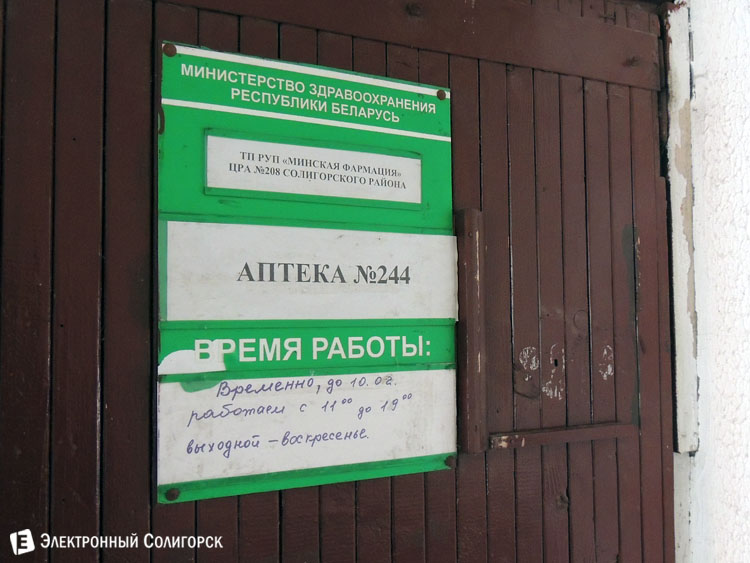 МИНИСТЕРСТВО ЗДРАВООХРАНЕНИЯ
РЕСПУБЛИКИ БЕЛАРУСЬ
ТП РУП «МИНСКАЯ ФАРМАЦИЯ»
ЦРА №208 СОЛИГОРСКОГО РАЙОНА
АПТЕКА №244
ВРЕМЯ РАБОТЫ:
Временно, до 10.02.
работаем с 11⁰⁰ до 19⁰⁰
выходной – воскресенье.
Электронный Солигорск